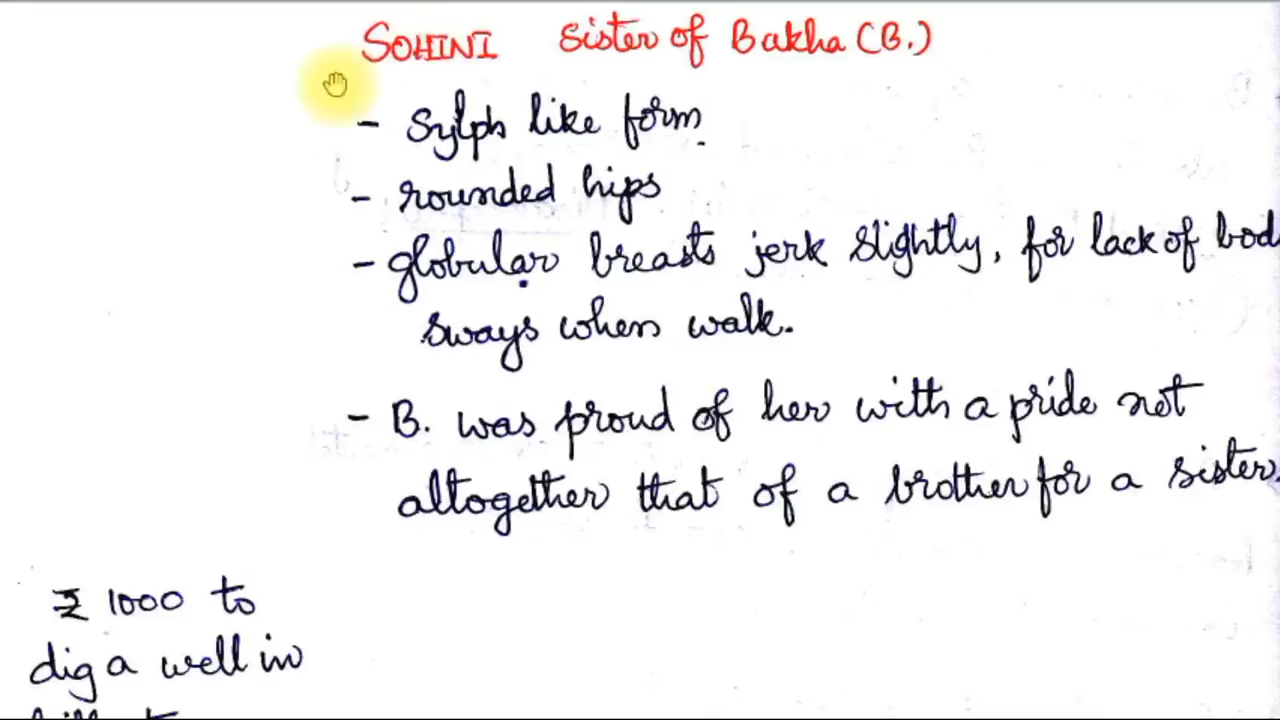 SOHINI sister of Bakha (B.)
- Sylph like form.
- rounded hips
- globular breasts jerk slightly, for lack of bod
sways when walk.
- B. was proud of her with a pride not
altogether that of a brother for a sister.
₹ 1000 to
dig a well in